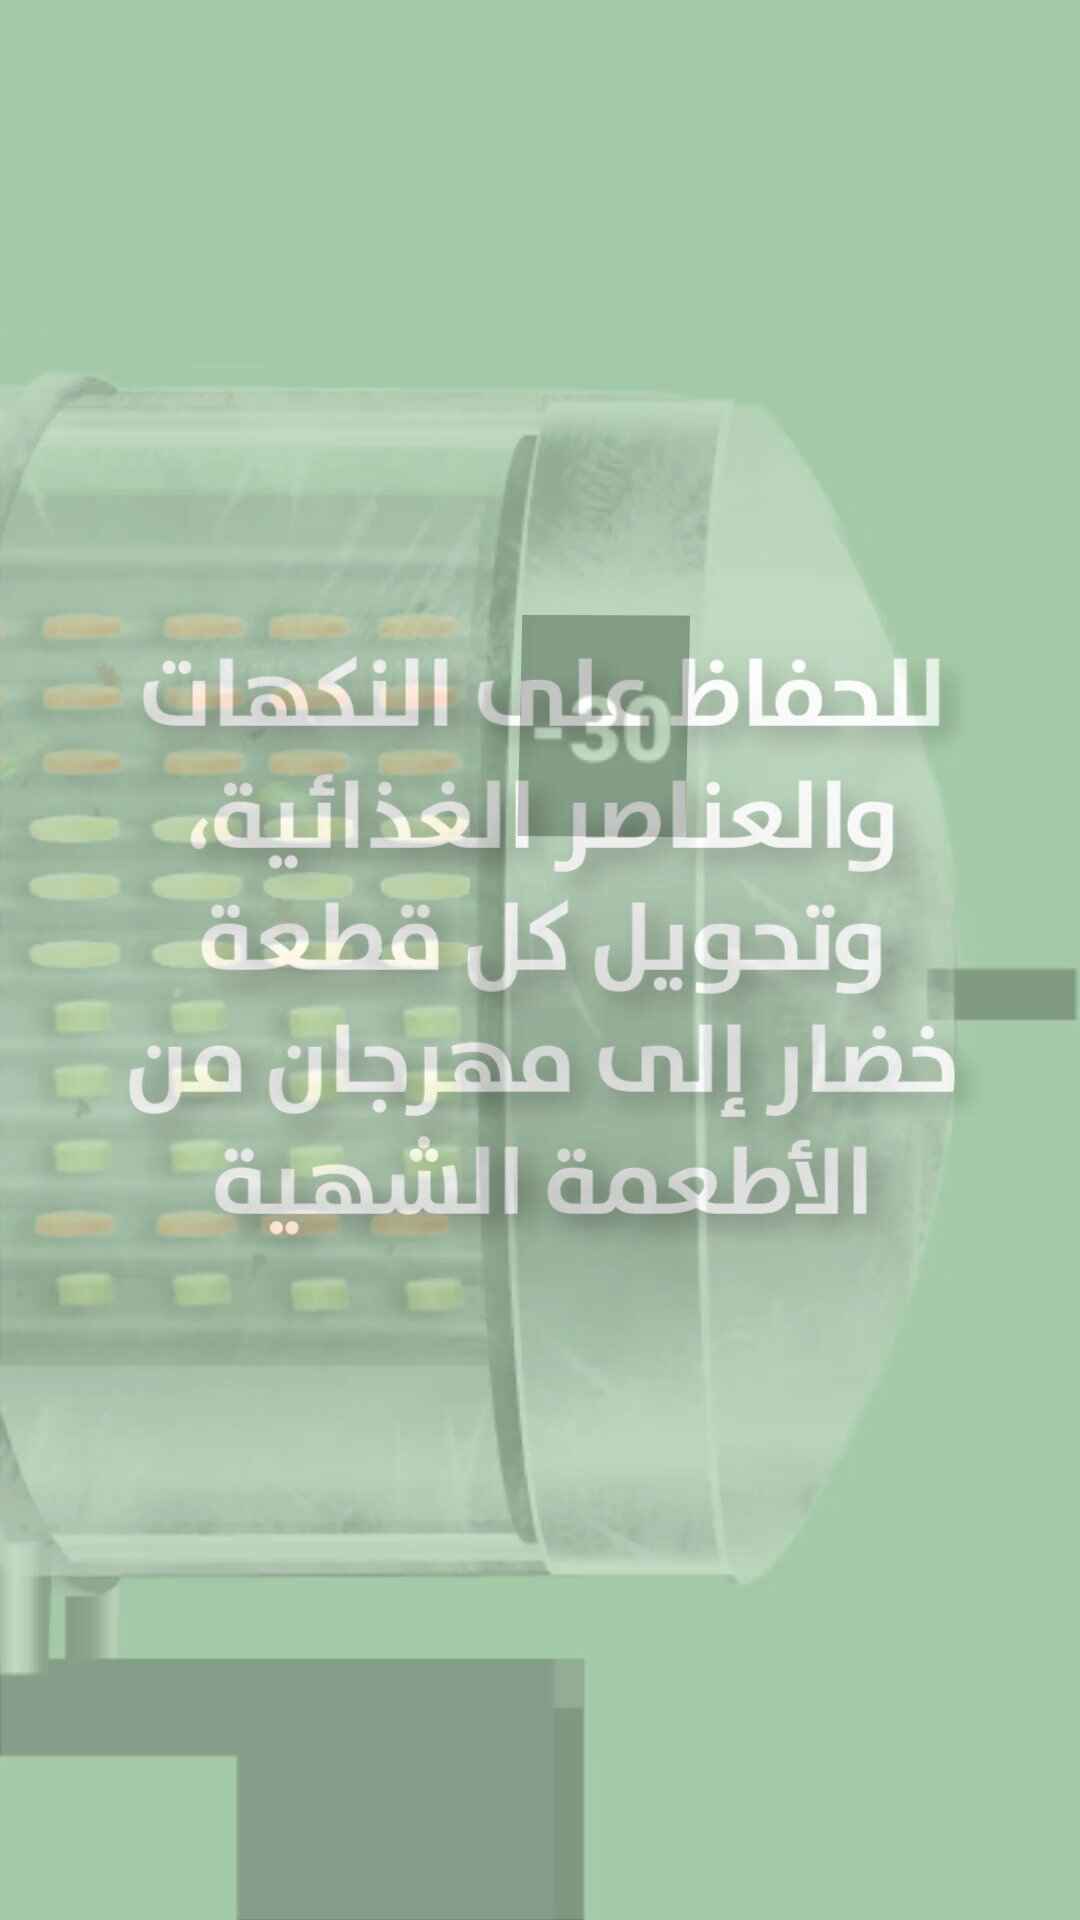 للحفاظ على النكهات
-30
والعناصر الغذائية،
وتحويل كل قطعة
خضار إلى مهرجان من
الأطعمة الشهية